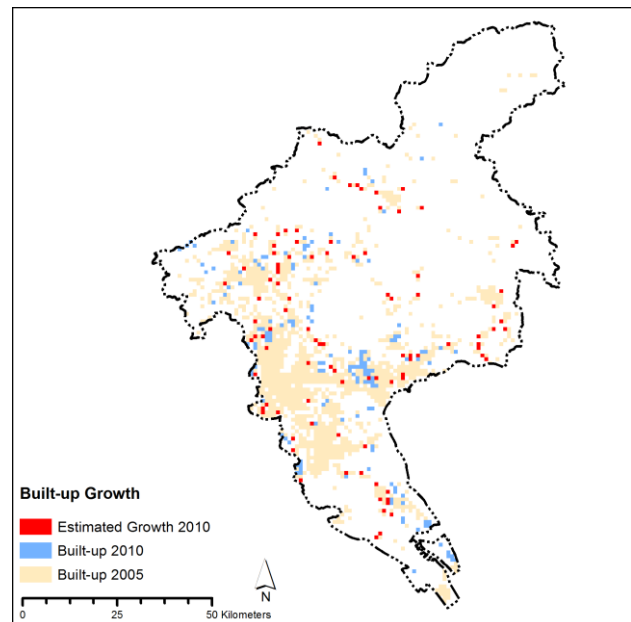 Built-up Growth
Estimated Growth 2010
Built-up 2010
Built-up 2005
0 25 50 Kilometers
N